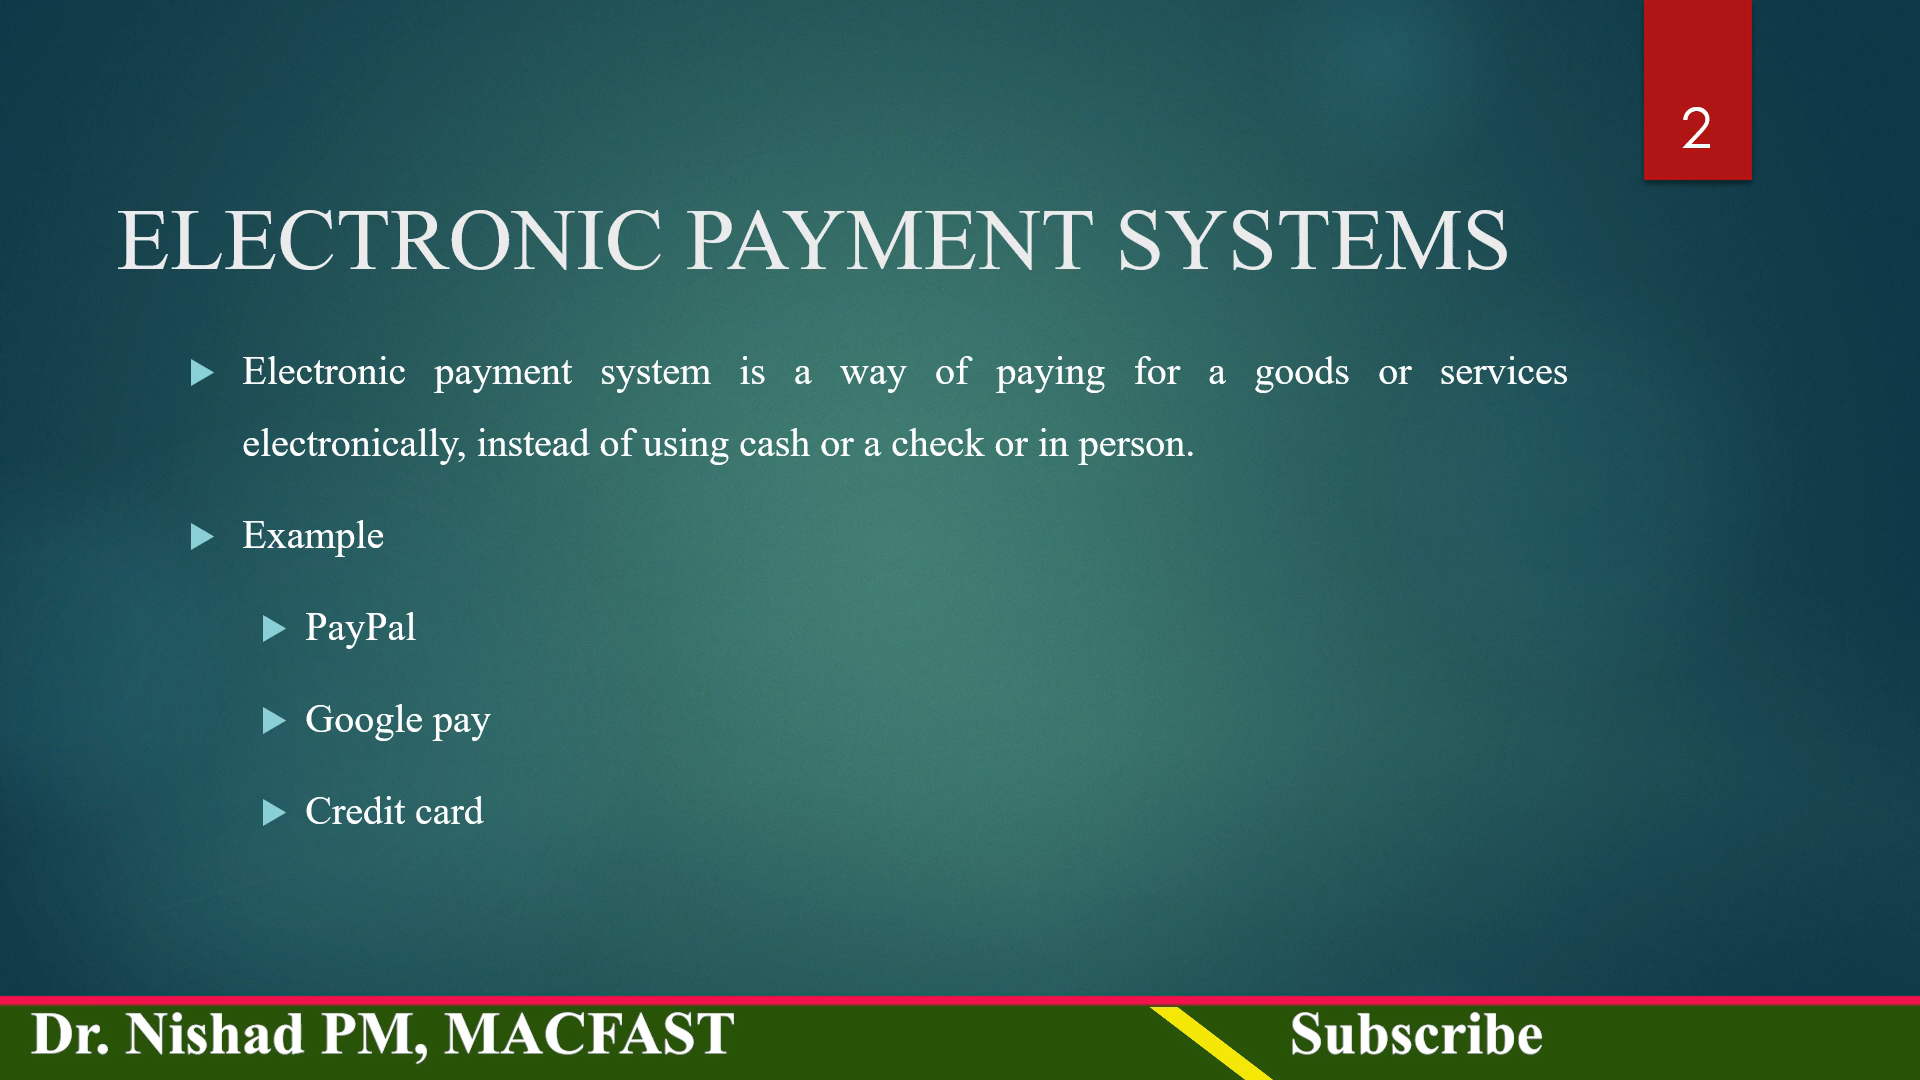 2
ELECTRONIC PAYMENT SYSTEMS
Electronic payment system is a way of paying for a goods or services
electronically, instead of using cash or a check or in person.
Example
PayPal
Google pay
Credit card
Dr. Nishad PM, MACFAST
Subscribe